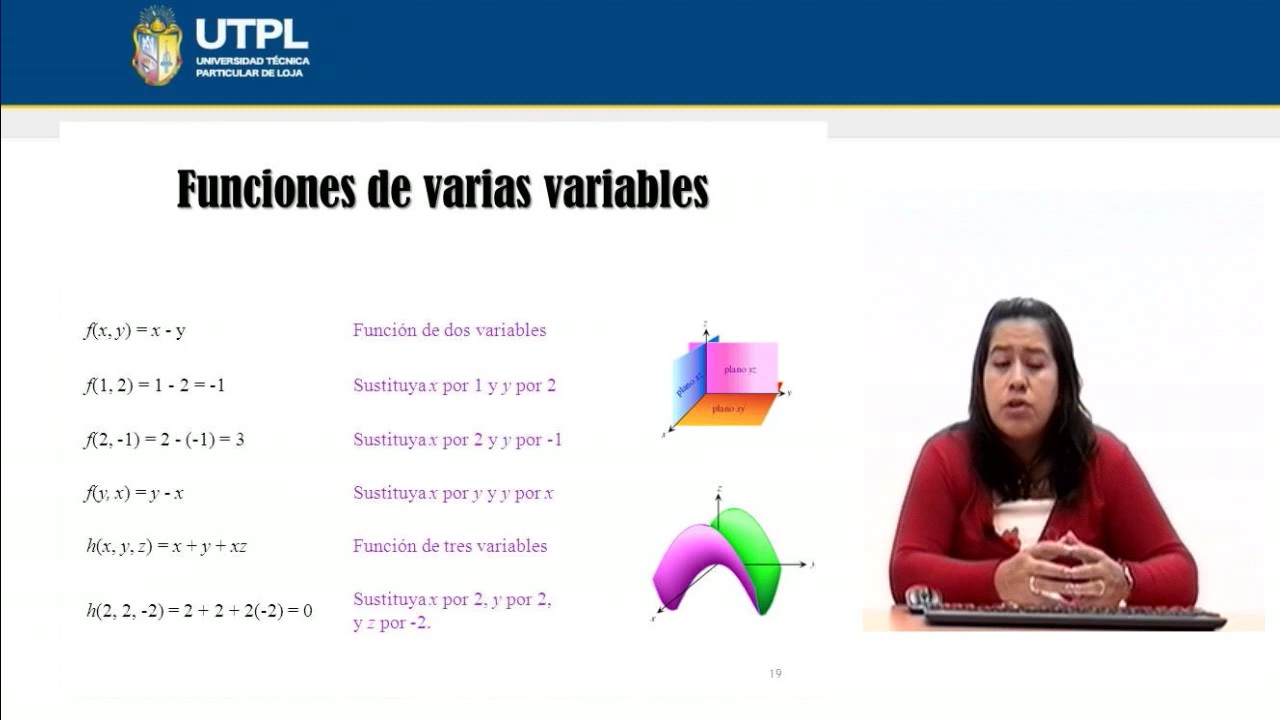 UTPL
UNIVERSIDAD TÉCNICA
PARTICULAR DE LOJA
Funciones de varias variables
f(x, y) = x - y
Función de dos variables
f(1, 2) = 1 - 2 = -1
Sustituya x por 1 y y por 2
f(2, -1) = 2 - (-1) = 3
Sustituya x por 2 y y por -1
f(y, x) = y - x
Sustituya x por y y y por x
h(x, y, z) = x + y + xz
Función de tres variables
h(2, 2, -2) = 2 + 2 + 2(-2) = 0
Sustituya x por 2, y por 2,
y z por -2.
z
plano
plano xy
y
x
z
y
x
19